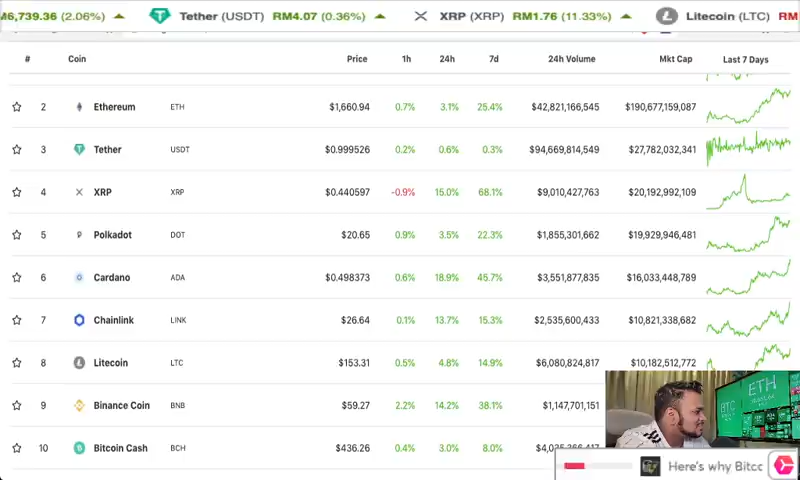 M6,739.36 (2.06%) Tether (USDT) RM4.07 (0.36%) XRP (XRP) RM1.76 (11.33%) Litecoin (LTC) RM
# Coin Price 1h 24h 7d 24h Volume Mkt Cap Last 7 Days
2 Ethereum ETH $1,660.94 0.7% 3.1% 25.4% $42,821,166,545 $190,677,159,087
3 Tether USDT $0.999526 0.2% 0.6% 0.3% $94,669,814,549 $27,782,032,341
4 XRP XRP $0.440597 -0.9% 15.0% 68.1% $9,010,427,763 $20,192,992,109
5 Polkadot DOT $20.65 0.9% 3.5% 22.3% $1,855,301,662 $19,929,946,481
6 Cardano ADA $0.498373 0.6% 18.9% 45.7% $3,551,877,835 $16,033,448,789
7 Chainlink LINK $26.64 0.1% 13.7% 15.3% $2,535,600,433 $10,821,338,682
8 Litecoin LTC $153.31 0.5% 4.8% 14.9% $6,080,824,817 $10,182,512,772
9 Binance Coin BNB $59.27 2.2% 14.2% 38.1% $1,147,701,151
10 Bitcoin Cash BCH $436.26 0.4% 3.0% 8.0%
ETH
BTC
Here's why Bitcc